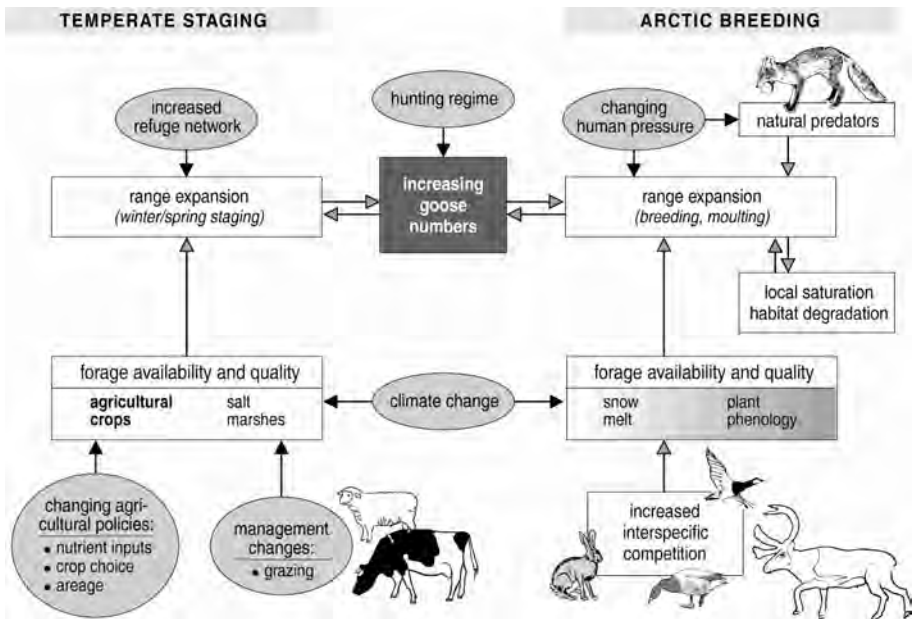 TEMPERATE STAGING
ARCTIC BREEDING
increased
refuge network
hunting regime
changing
human pressure
natural predators
range expansion
(winter/spring staging)
increasing
goose
numbers
range expansion
(breeding, moulting)
local saturation
habitat degradation
forage availability and quality
agricultural
crops
salt
marshes
climate change
forage availability and quality
snow
melt
plant
phenology
changing agri-
cultural policies:
• nutrient inputs
• crop choice
• areage
management
changes:
• grazing
increased
interspecific
competition